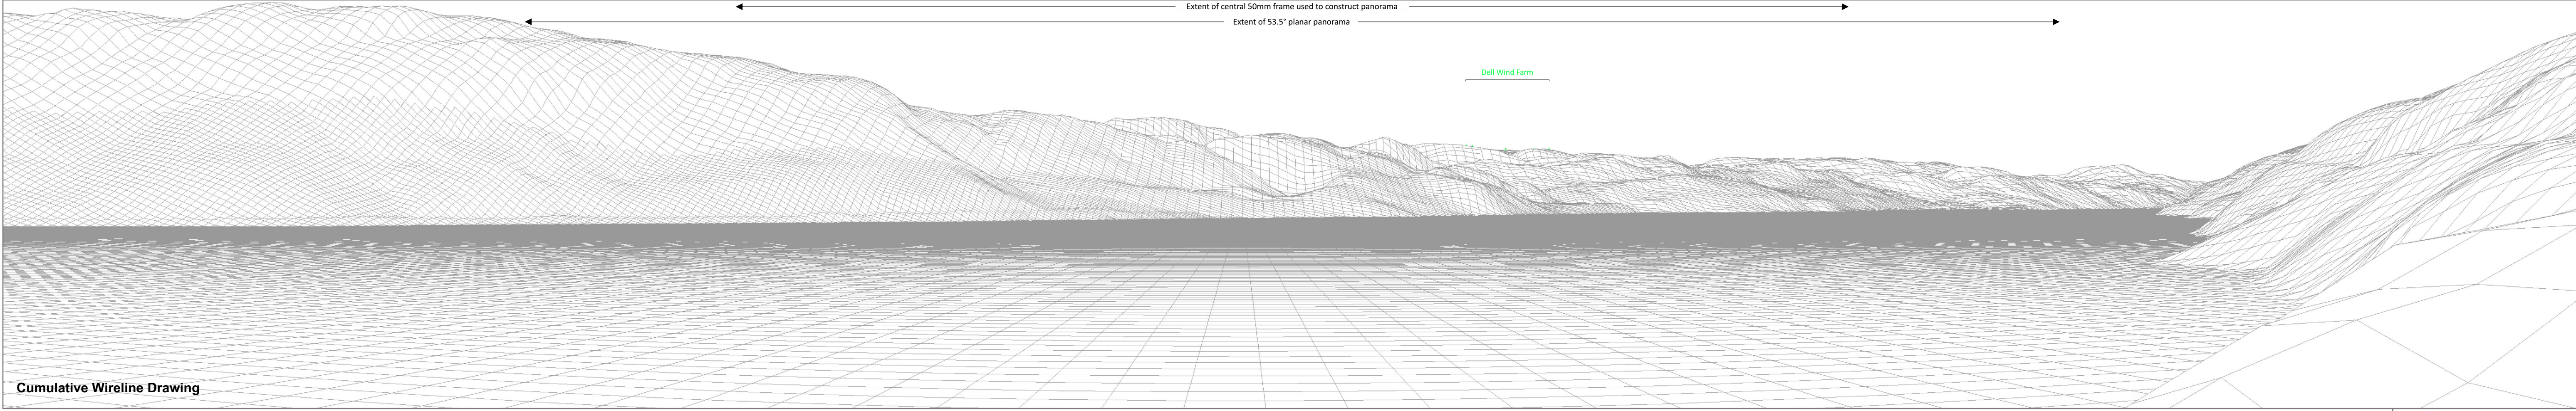 Extent of central 50mm frame used to construct panorama
Extent of 53.5° planar panorama
Dell Wind Farm
Cumulative Wireline Drawing